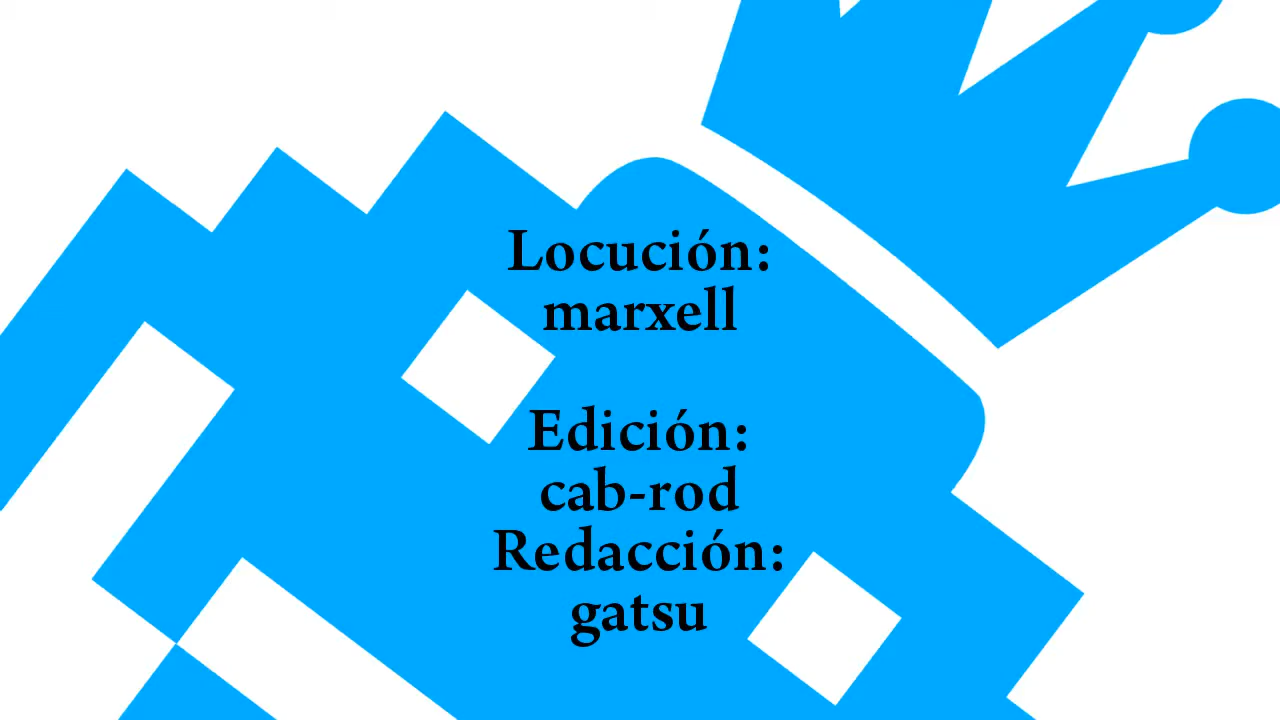 Locución:
marxell
Edición:
cab-rod
Redacción:
gatsu